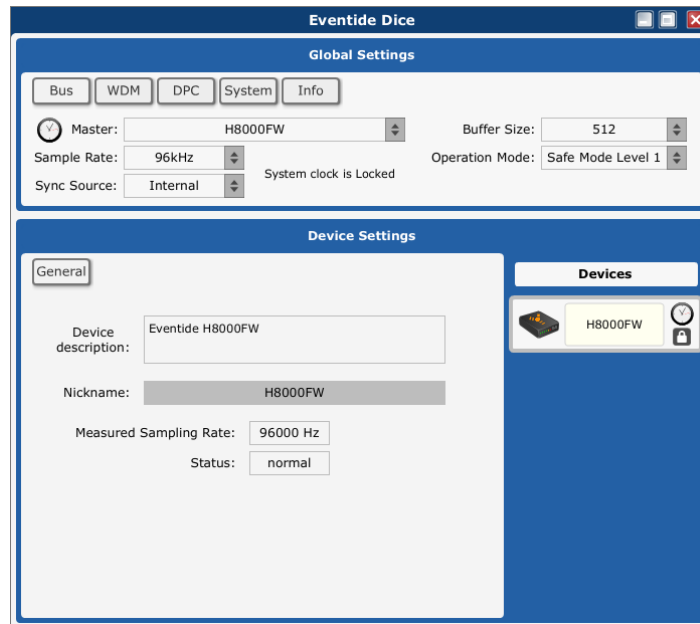 Eventide Dice
Global Settings
Bus WDM DPC System Info
Master: H8000FW Buffer Size: 512
Sample Rate: 96kHz Operation Mode: Safe Mode Level 1
System clock is Locked
Sync Source: Internal
Device Settings
General
Devices
H8000FW
Device description: Eventide H8000FW
Nickname: H8000FW
Measured Sampling Rate: 96000 Hz
Status: normal